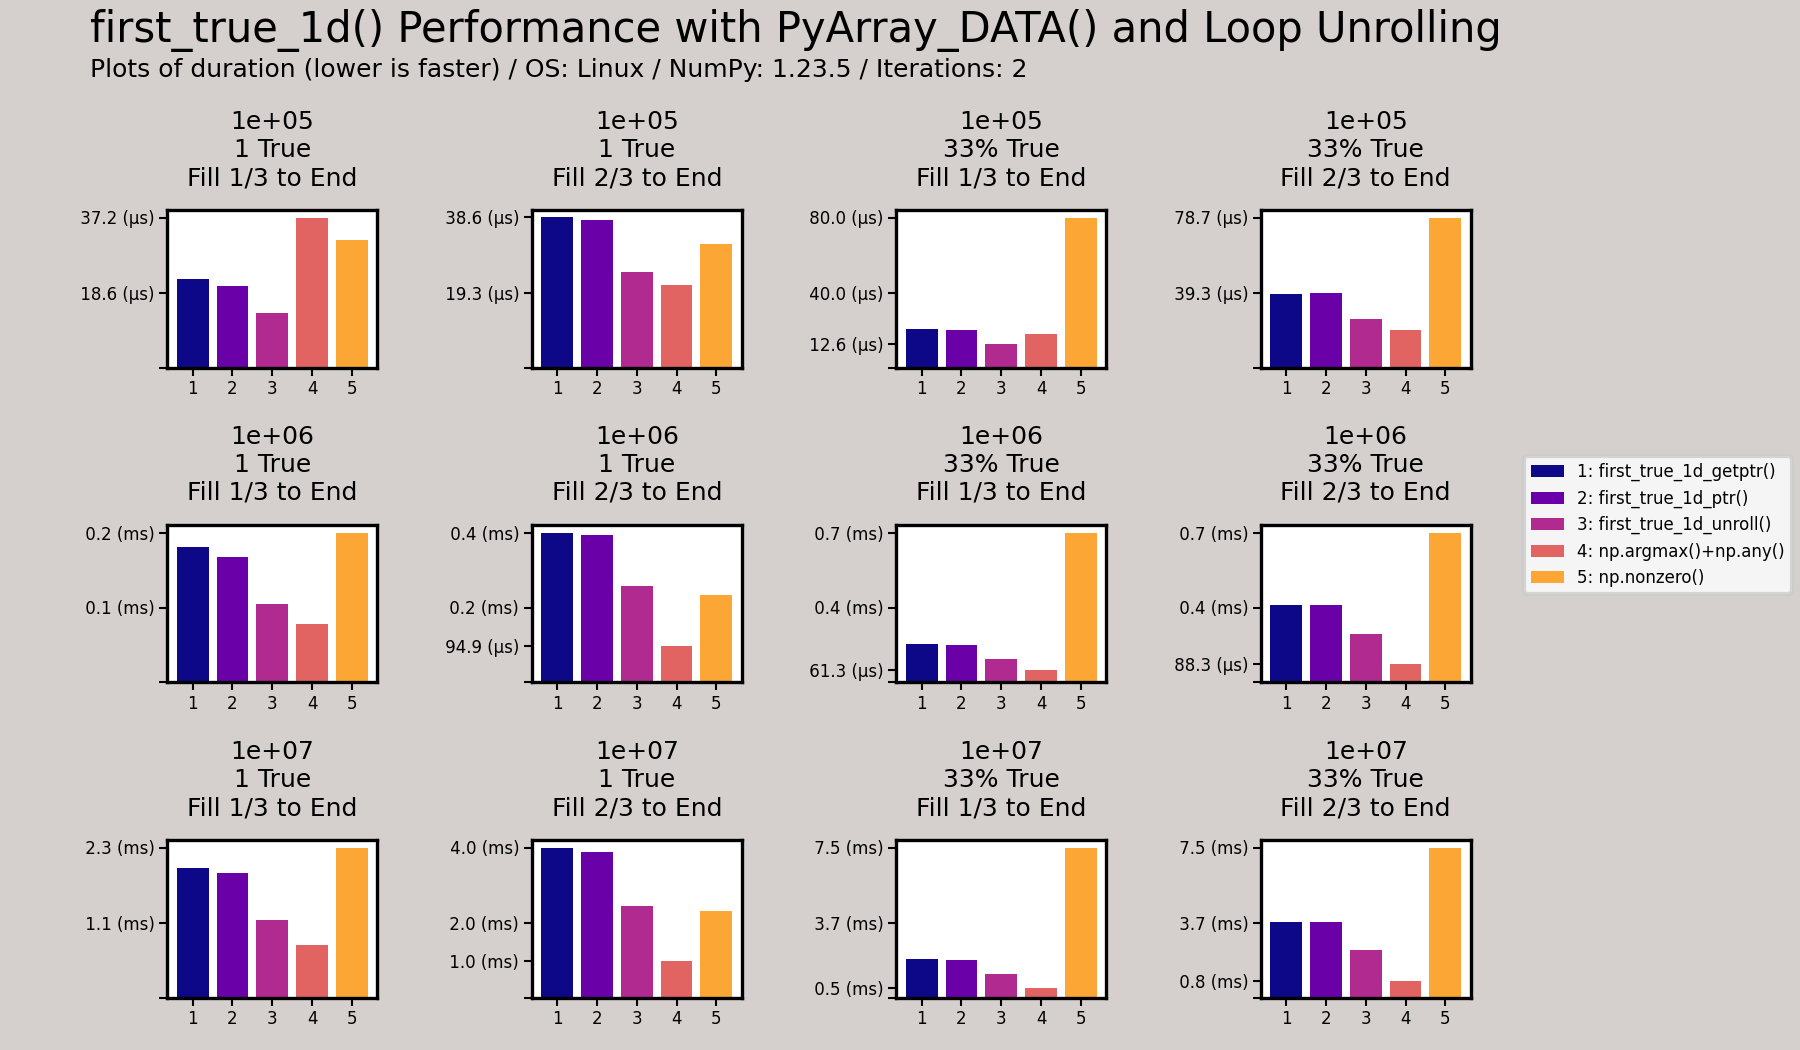 first_true_1d() Performance with PyArray_DATA() and Loop Unrolling
Plots of duration (lower is faster) / OS: Linux / NumPy: 1.23.5 / Iterations: 2
1e+05
1 True
Fill 1/3 to End
37.2 (µs)
18.6 (µs)
1 2 3 4 5
1e+05
1 True
Fill 2/3 to End
38.6 (µs)
19.3 (µs)
1 2 3 4 5
1e+05
33% True
Fill 1/3 to End
80.0 (µs)
40.0 (µs)
12.6 (µs)
1 2 3 4 5
1e+05
33% True
Fill 2/3 to End
78.7 (µs)
39.3 (µs)
1 2 3 4 5
1e+06
1 True
Fill 1/3 to End
0.2 (ms)
0.1 (ms)
1 2 3 4 5
1e+06
1 True
Fill 2/3 to End
0.4 (ms)
0.2 (ms)
94.9 (µs)
1 2 3 4 5
1e+06
33% True
Fill 1/3 to End
0.7 (ms)
0.4 (ms)
61.3 (µs)
1 2 3 4 5
1e+06
33% True
Fill 2/3 to End
0.7 (ms)
0.4 (ms)
88.3 (µs)
1 2 3 4 5
1: first_true_1d_getptr()
2: first_true_1d_ptr()
3: first_true_1d_unroll()
4: np.argmax()+np.any()
5: np.nonzero()
1e+07
1 True
Fill 1/3 to End
2.3 (ms)
1.1 (ms)
1 2 3 4 5
1e+07
1 True
Fill 2/3 to End
4.0 (ms)
2.0 (ms)
1.0 (ms)
1 2 3 4 5
1e+07
33% True
Fill 1/3 to End
7.5 (ms)
3.7 (ms)
0.5 (ms)
1 2 3 4 5
1e+07
33% True
Fill 2/3 to End
7.5 (ms)
3.7 (ms)
0.8 (ms)
1 2 3 4 5